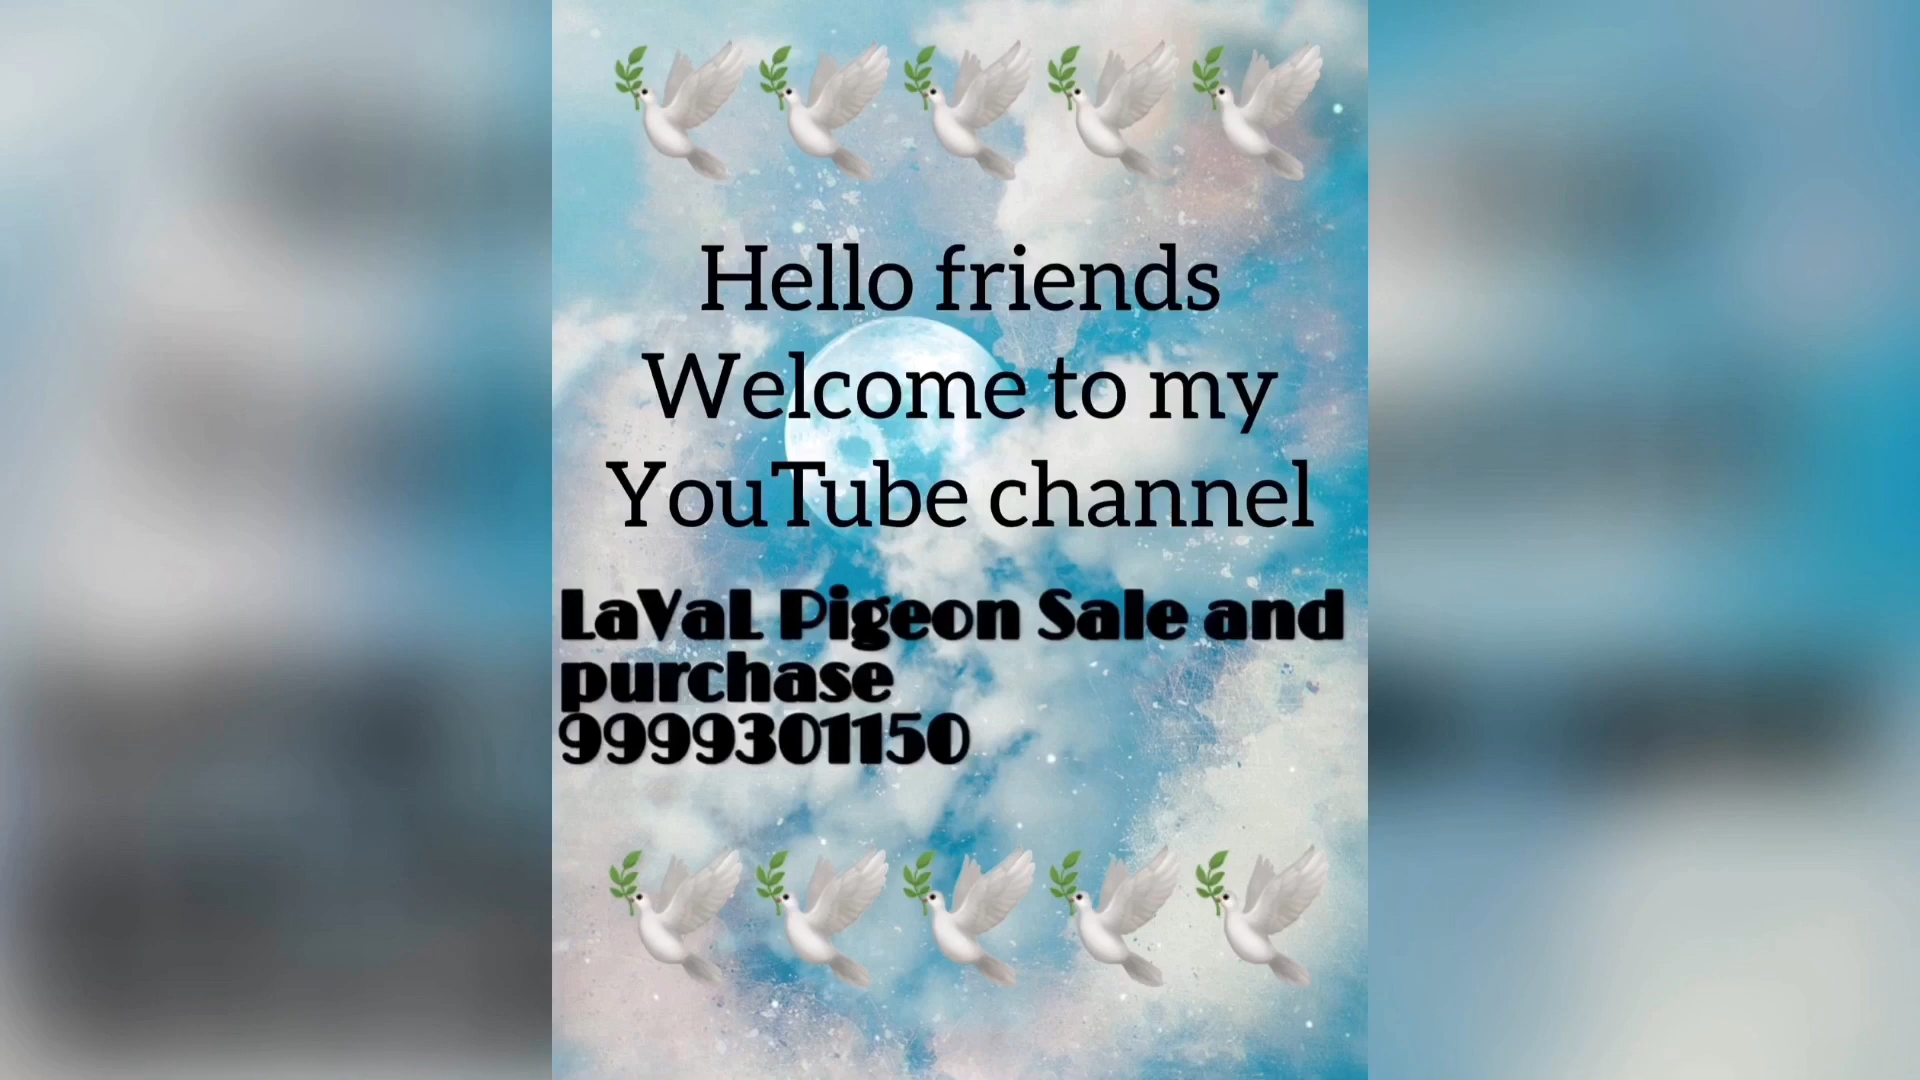 Hello friends
Welcome to my
YouTube channel
LaVaL Pigeon Sale and
purchase
9999301150